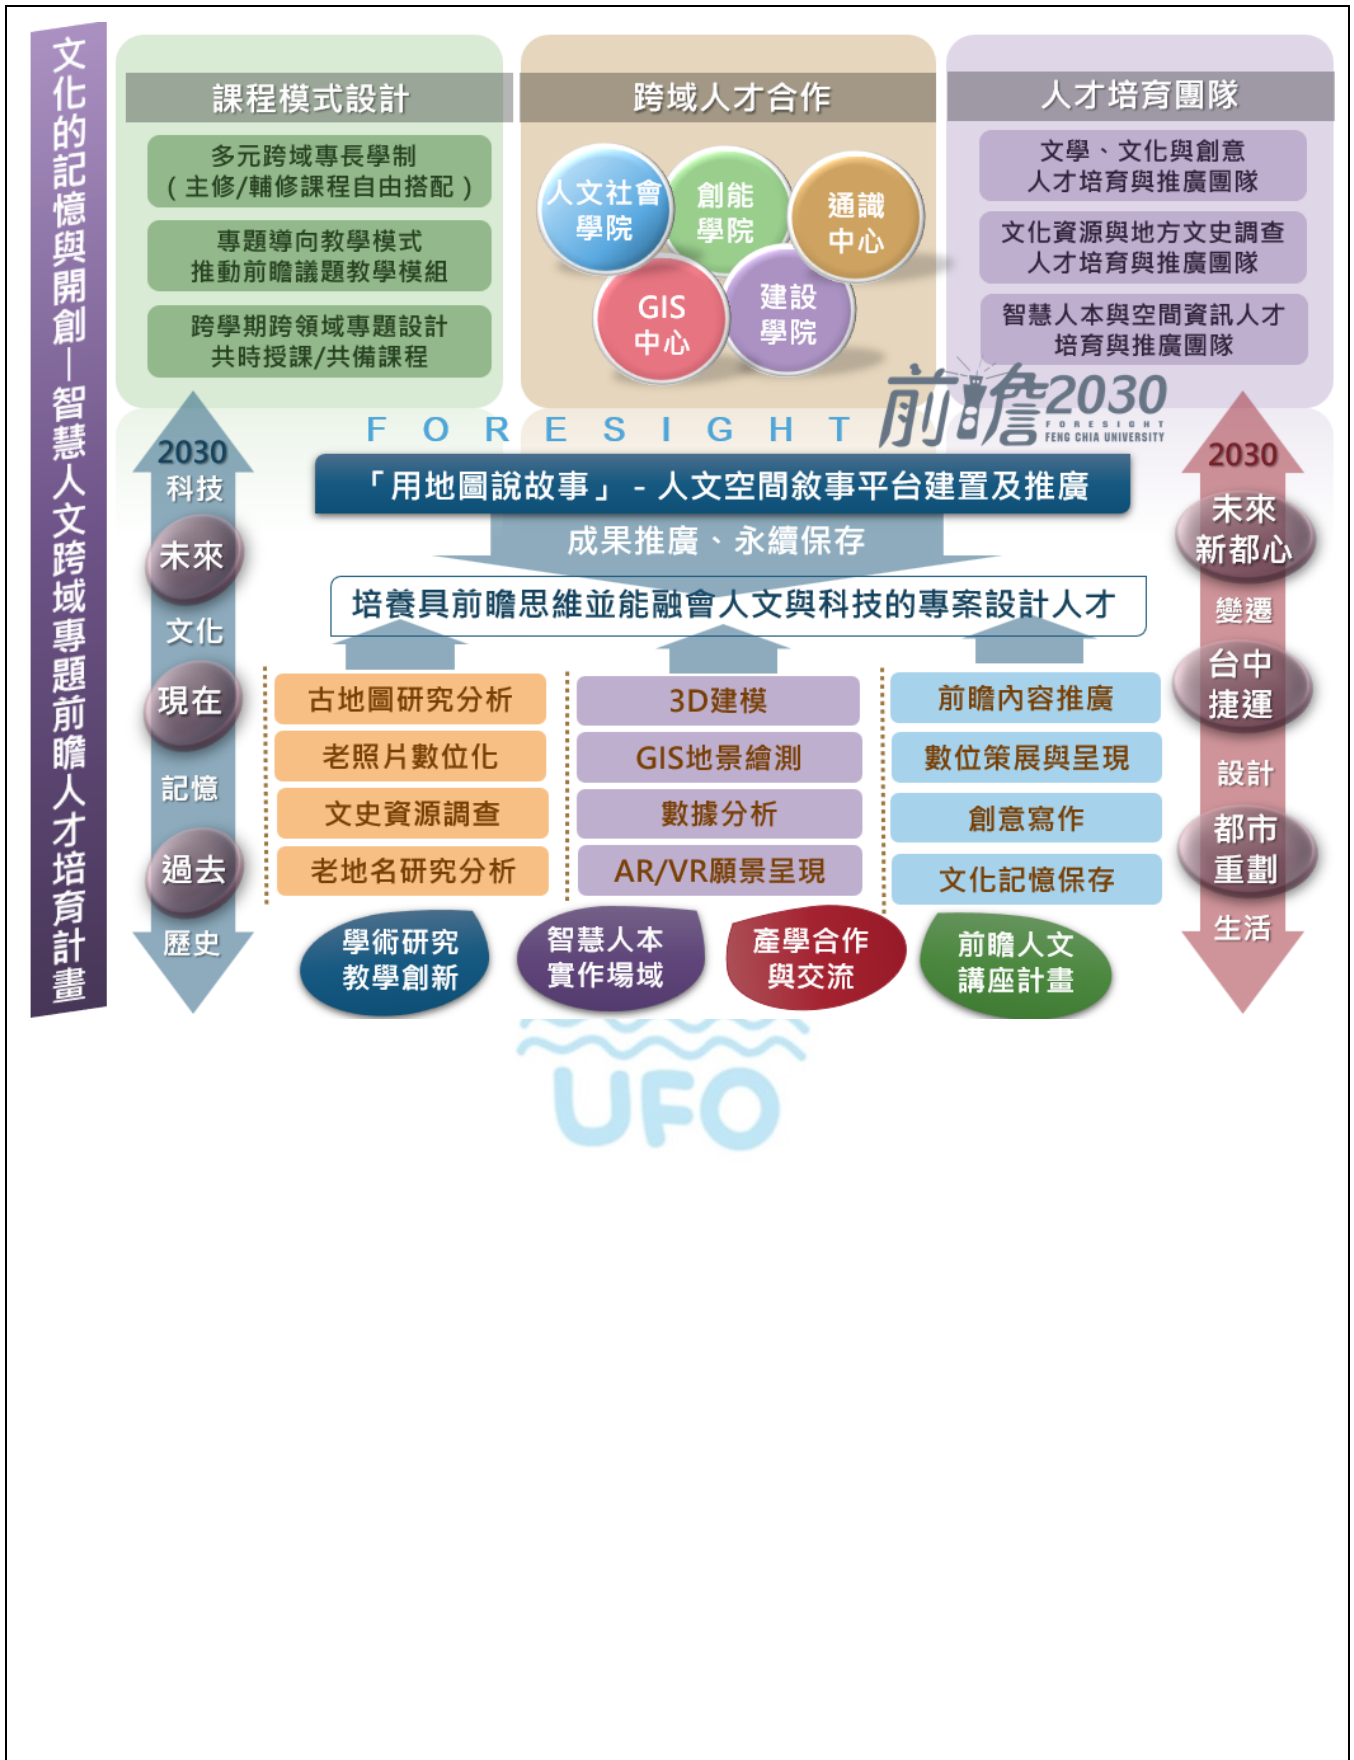 文化的記憶與開創—智慧人文跨域專題前瞻人才培育計畫
課程模式設計
多元跨域專長學制
(主修/輔修課程自由搭配)
專題導向教學模式
推動前瞻議題教學模組
跨學期跨領域專題設計
共時授課/共備課程
跨域人才合作
人文社會
學院
創能
學院
通識
中心
GIS
中心
建設
學院
人才培育團隊
文學、文化與創意
人才培育與推廣團隊
文化資源與地方文史調查
人才培育與推廣團隊
智慧人本與空間資訊人才
培育與推廣團隊
FORESIGHT
前瞻2030
FORESIGHT
FENG CHIA UNIVERSITY
「用地圖說故事」-人文空間敘事平台建置及推廣
成果推廣、永續保存
培養具前瞻思維並能融會人文與科技的專案設計人才
2030
科技
未來
文化
現在
記憶
過去
歷史
古地圖研究分析
老照片數位化
文史資源調查
老地名研究分析
3D建模
GIS地景繪測
數據分析
AR/VR願景呈現
前瞻內容推廣
數位策展與呈現
創意寫作
文化記憶保存
2030
未來
新都心
變遷
台中
捷運
設計
都市
重劃
生活
學術研究
教學創新
智慧人本
實作場域
產學合作
與交流
前瞻人文
講座計畫
UFO